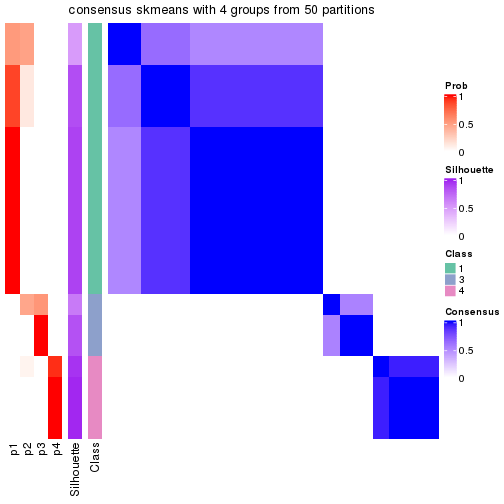 consensus skmeans with 4 groups from 50 partitions
Prob
1
0.5
0
Silhouette
1
0.5
0
Class
1
3
4
Consensus
1
0.5
0
p1
p2
p3
p4
Silhouette
Class